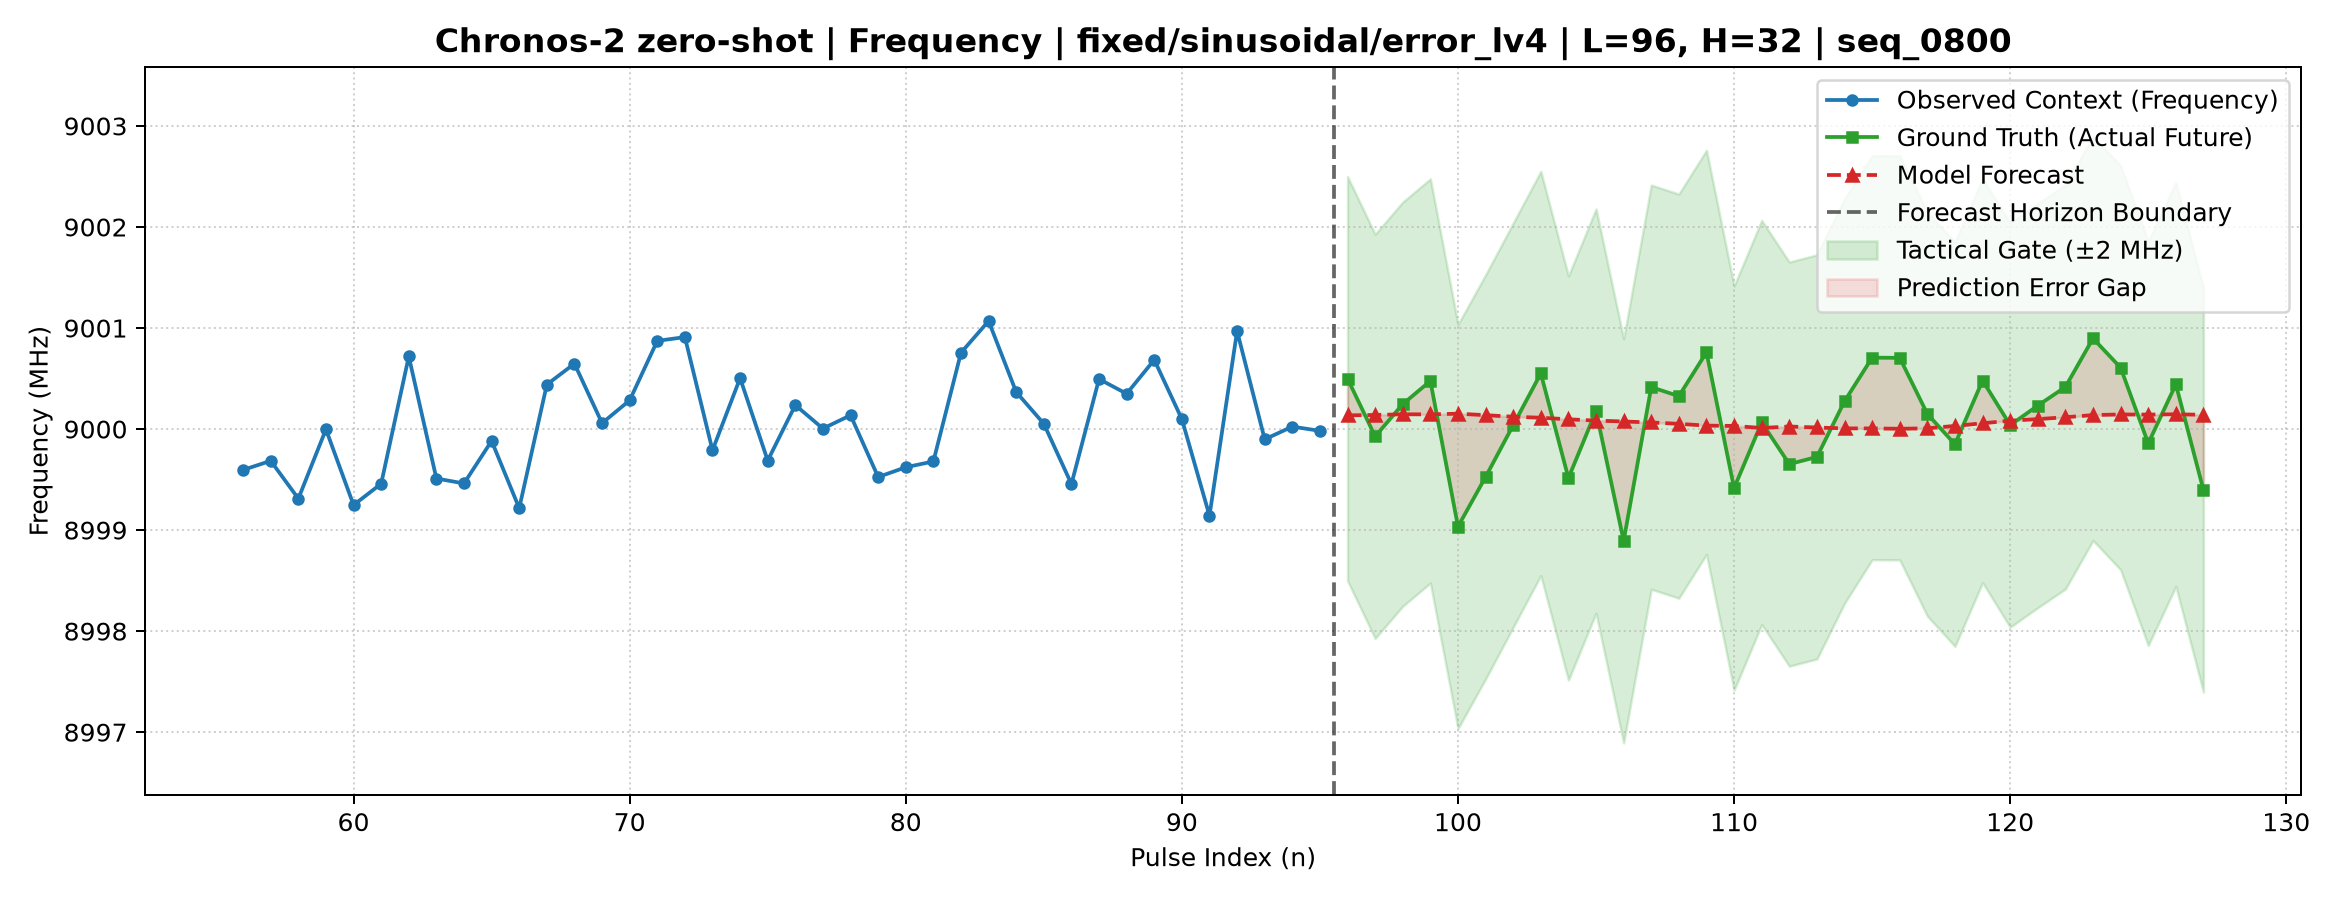 Chronos-2 zero-shot | Frequency | fixed/sinusoidal/error_lv4 | L=96, H=32 | seq_0800
Frequency (MHz)
9003
9002
9001
9000
8999
8998
8997
Observed Context (Frequency)
Ground Truth (Actual Future)
Model Forecast
Forecast Horizon Boundary
Tactical Gate (±2 MHz)
Prediction Error Gap
60 70 80 90 100 110 120 130
Pulse Index (n)